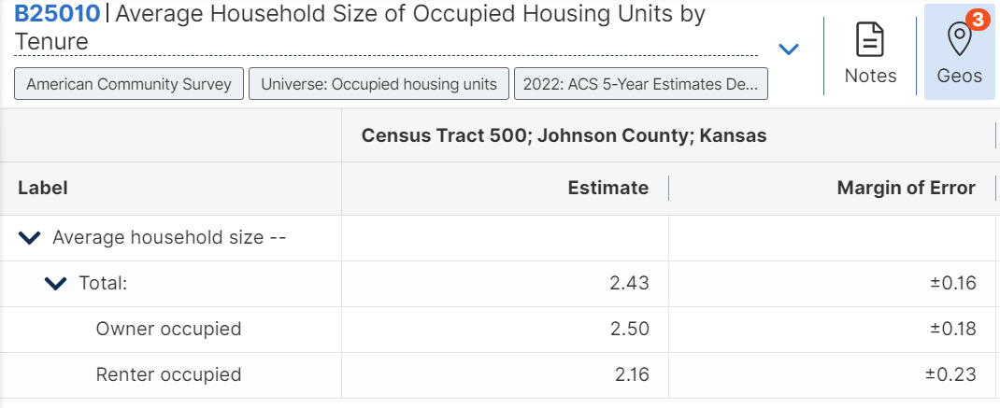 B25010 | Average Household Size of Occupied Housing Units by
Tenure
American Community Survey
Universe: Occupied housing units
2022: ACS 5-Year Estimates De...
Notes
3
Geos
Census Tract 500; Johnson County; Kansas
Label
Estimate
Margin of Error
Average household size --
Total:
2.43
±0.16
Owner occupied
2.50
±0.18
Renter occupied
2.16
±0.23